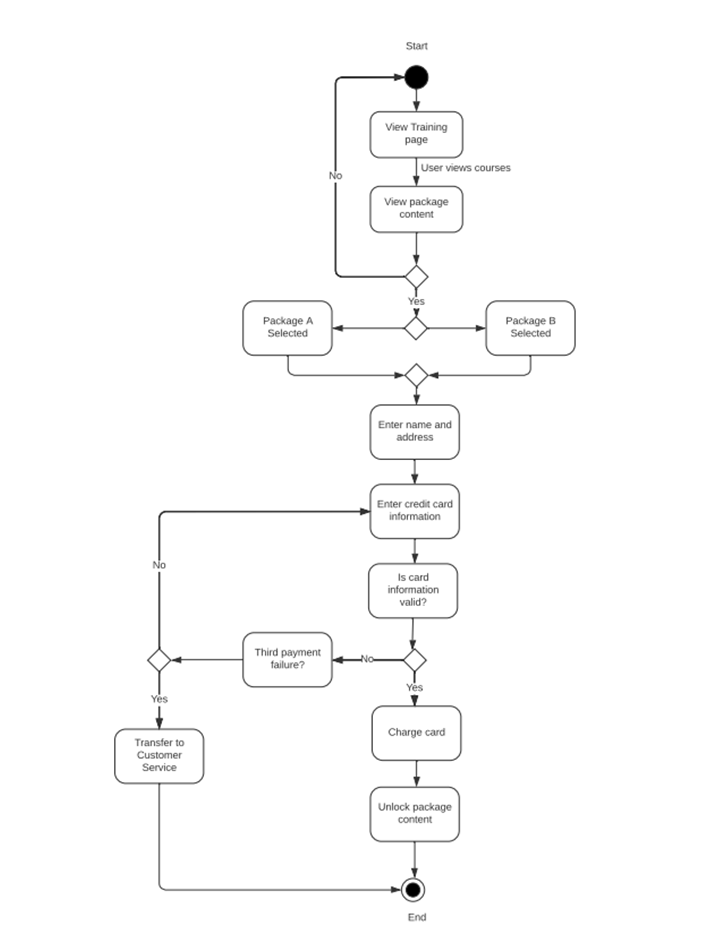 Start
View Training
page
User views courses
No
View package
content
Yes
Package A
Selected
Package B
Selected
Enter name and
address
Enter credit card
information
No
Is card
information
valid?
Third payment
failure?
No
Yes
Yes
Charge card
Transfer to
Customer
Service
Unlock package
content
End